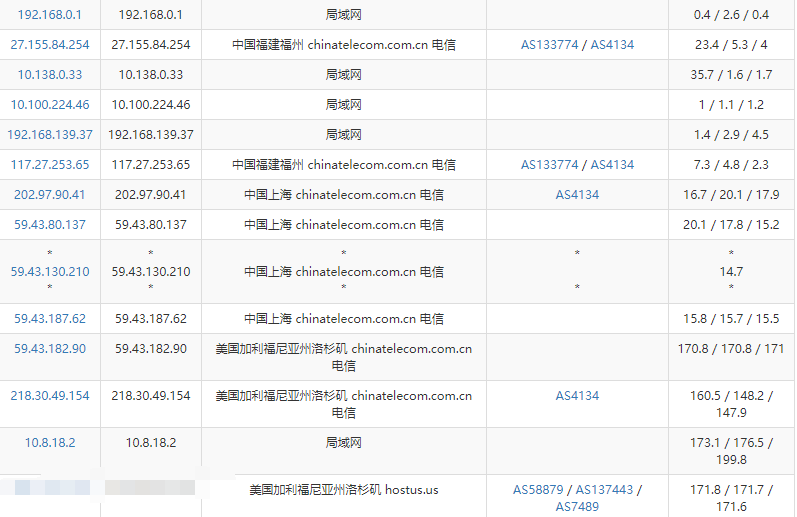 192.168.0.1 192.168.0.1 局域网 0.4 / 2.6 / 0.4
27.155.84.254 27.155.84.254 中国福建福州 chinatelecom.com.cn 电信 AS133774 / AS4134 23.4 / 5.3 / 4
10.138.0.33 10.138.0.33 局域网 35.7 / 1.6 / 1.7
10.100.224.46 10.100.224.46 局域网 1 / 1.1 / 1.2
192.168.139.37 192.168.139.37 局域网 1.4 / 2.9 / 4.5
117.27.253.65 117.27.253.65 中国福建福州 chinatelecom.com.cn 电信 AS133774 / AS4134 7.3 / 4.8 / 2.3
202.97.90.41 202.97.90.41 中国上海 chinatelecom.com.cn 电信 AS4134 16.7 / 20.1 / 17.9
59.43.80.137 59.43.80.137 中国上海 chinatelecom.com.cn 电信 20.1 / 17.8 / 15.2
* * * * *
59.43.130.210 59.43.130.210 中国上海 chinatelecom.com.cn 电信 14.7
* * * * *
59.43.187.62 59.43.187.62 中国上海 chinatelecom.com.cn 电信 15.8 / 15.7 / 15.5
59.43.182.90 59.43.182.90 美国加利福尼亚州洛杉矶 chinatelecom.com.cn 170.8 / 170.8 / 171
电信
218.30.49.154 218.30.49.154 美国加利福尼亚州洛杉矶 chinatelecom.com.cn AS4134 160.5 / 148.2 /
电信 147.9
10.8.18.2 10.8.18.2 局域网 173.1 / 176.5 /
199.8
美国加利福尼亚州洛杉矶 hostus.us AS58879 / AS137443 / 171.8 / 171.7 /
AS7489 171.6